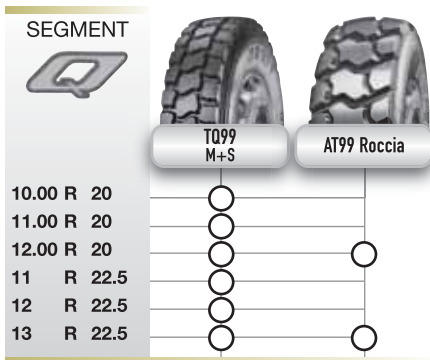 SEGMENT
Q
TQ99
M+S
AT99 Roccia
10.00 R 20
11.00 R 20
12.00 R 20
11 R 22.5
12 R 22.5
13 R 22.5